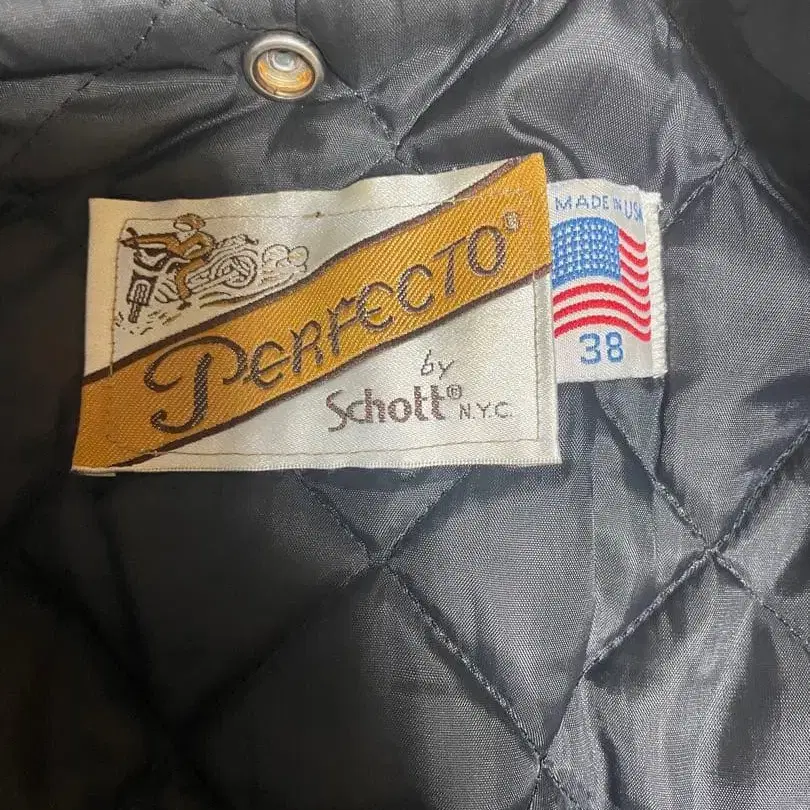 PERFECTO®
by
Schott® N.Y.C.
MADE IN USA
38